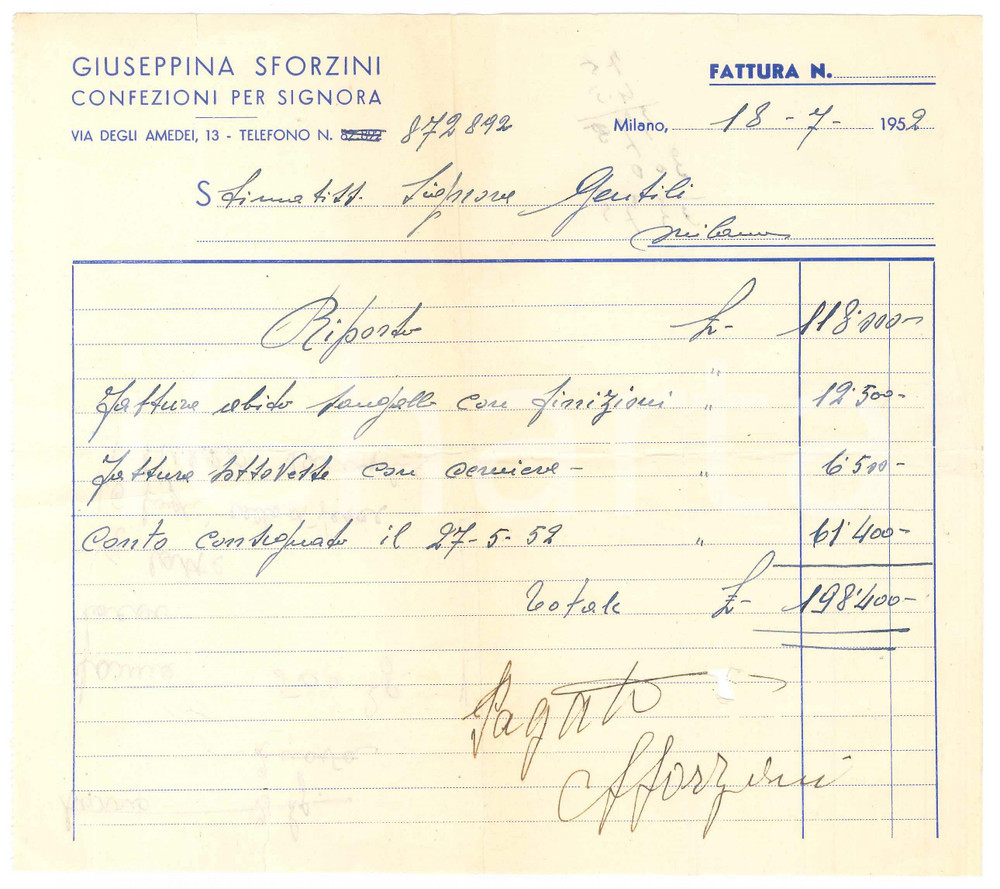 GIUSEPPINA SFORZINI
CONFEZIONI PER SIGNORA
VIA DEGLI AMEDEI, 13 - TELEFONO N. 872892
FATTURA N.
Milano, 18 - 7 - 1952
Stimatiss. Signora Gentili
Milano
Riporto £- 118'000-
"
Fattura abito sangallo con finizioni " 12'500-
Fattura sottoveste con cerniera - " 6'500-
Conto consegnato il 27-5-52 " 61'400-
Totale £- 198'400-
Pagato
Sforzini